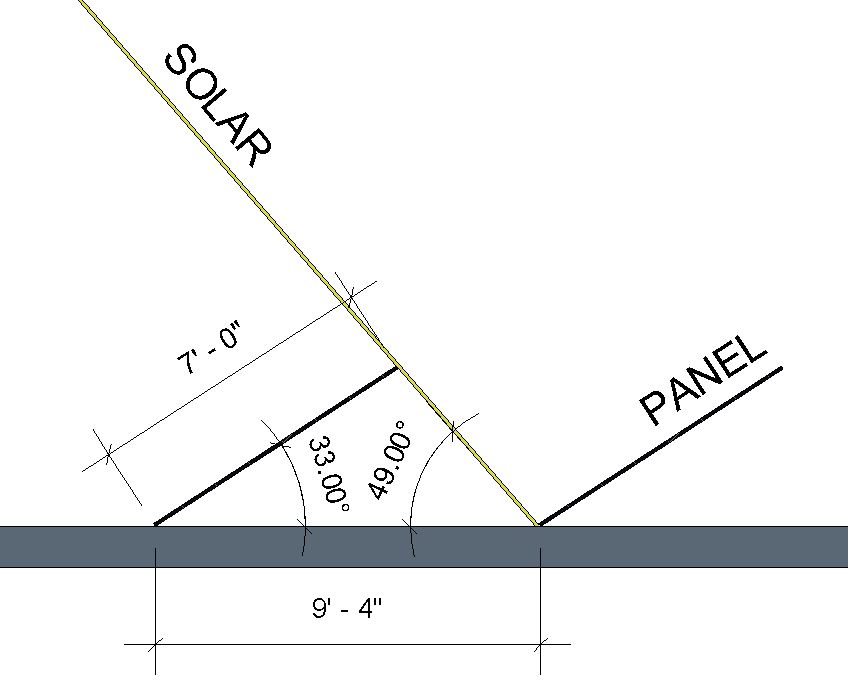 SOLAR
7' - 0"
PANEL
33.00°
49.00°
9' - 4"